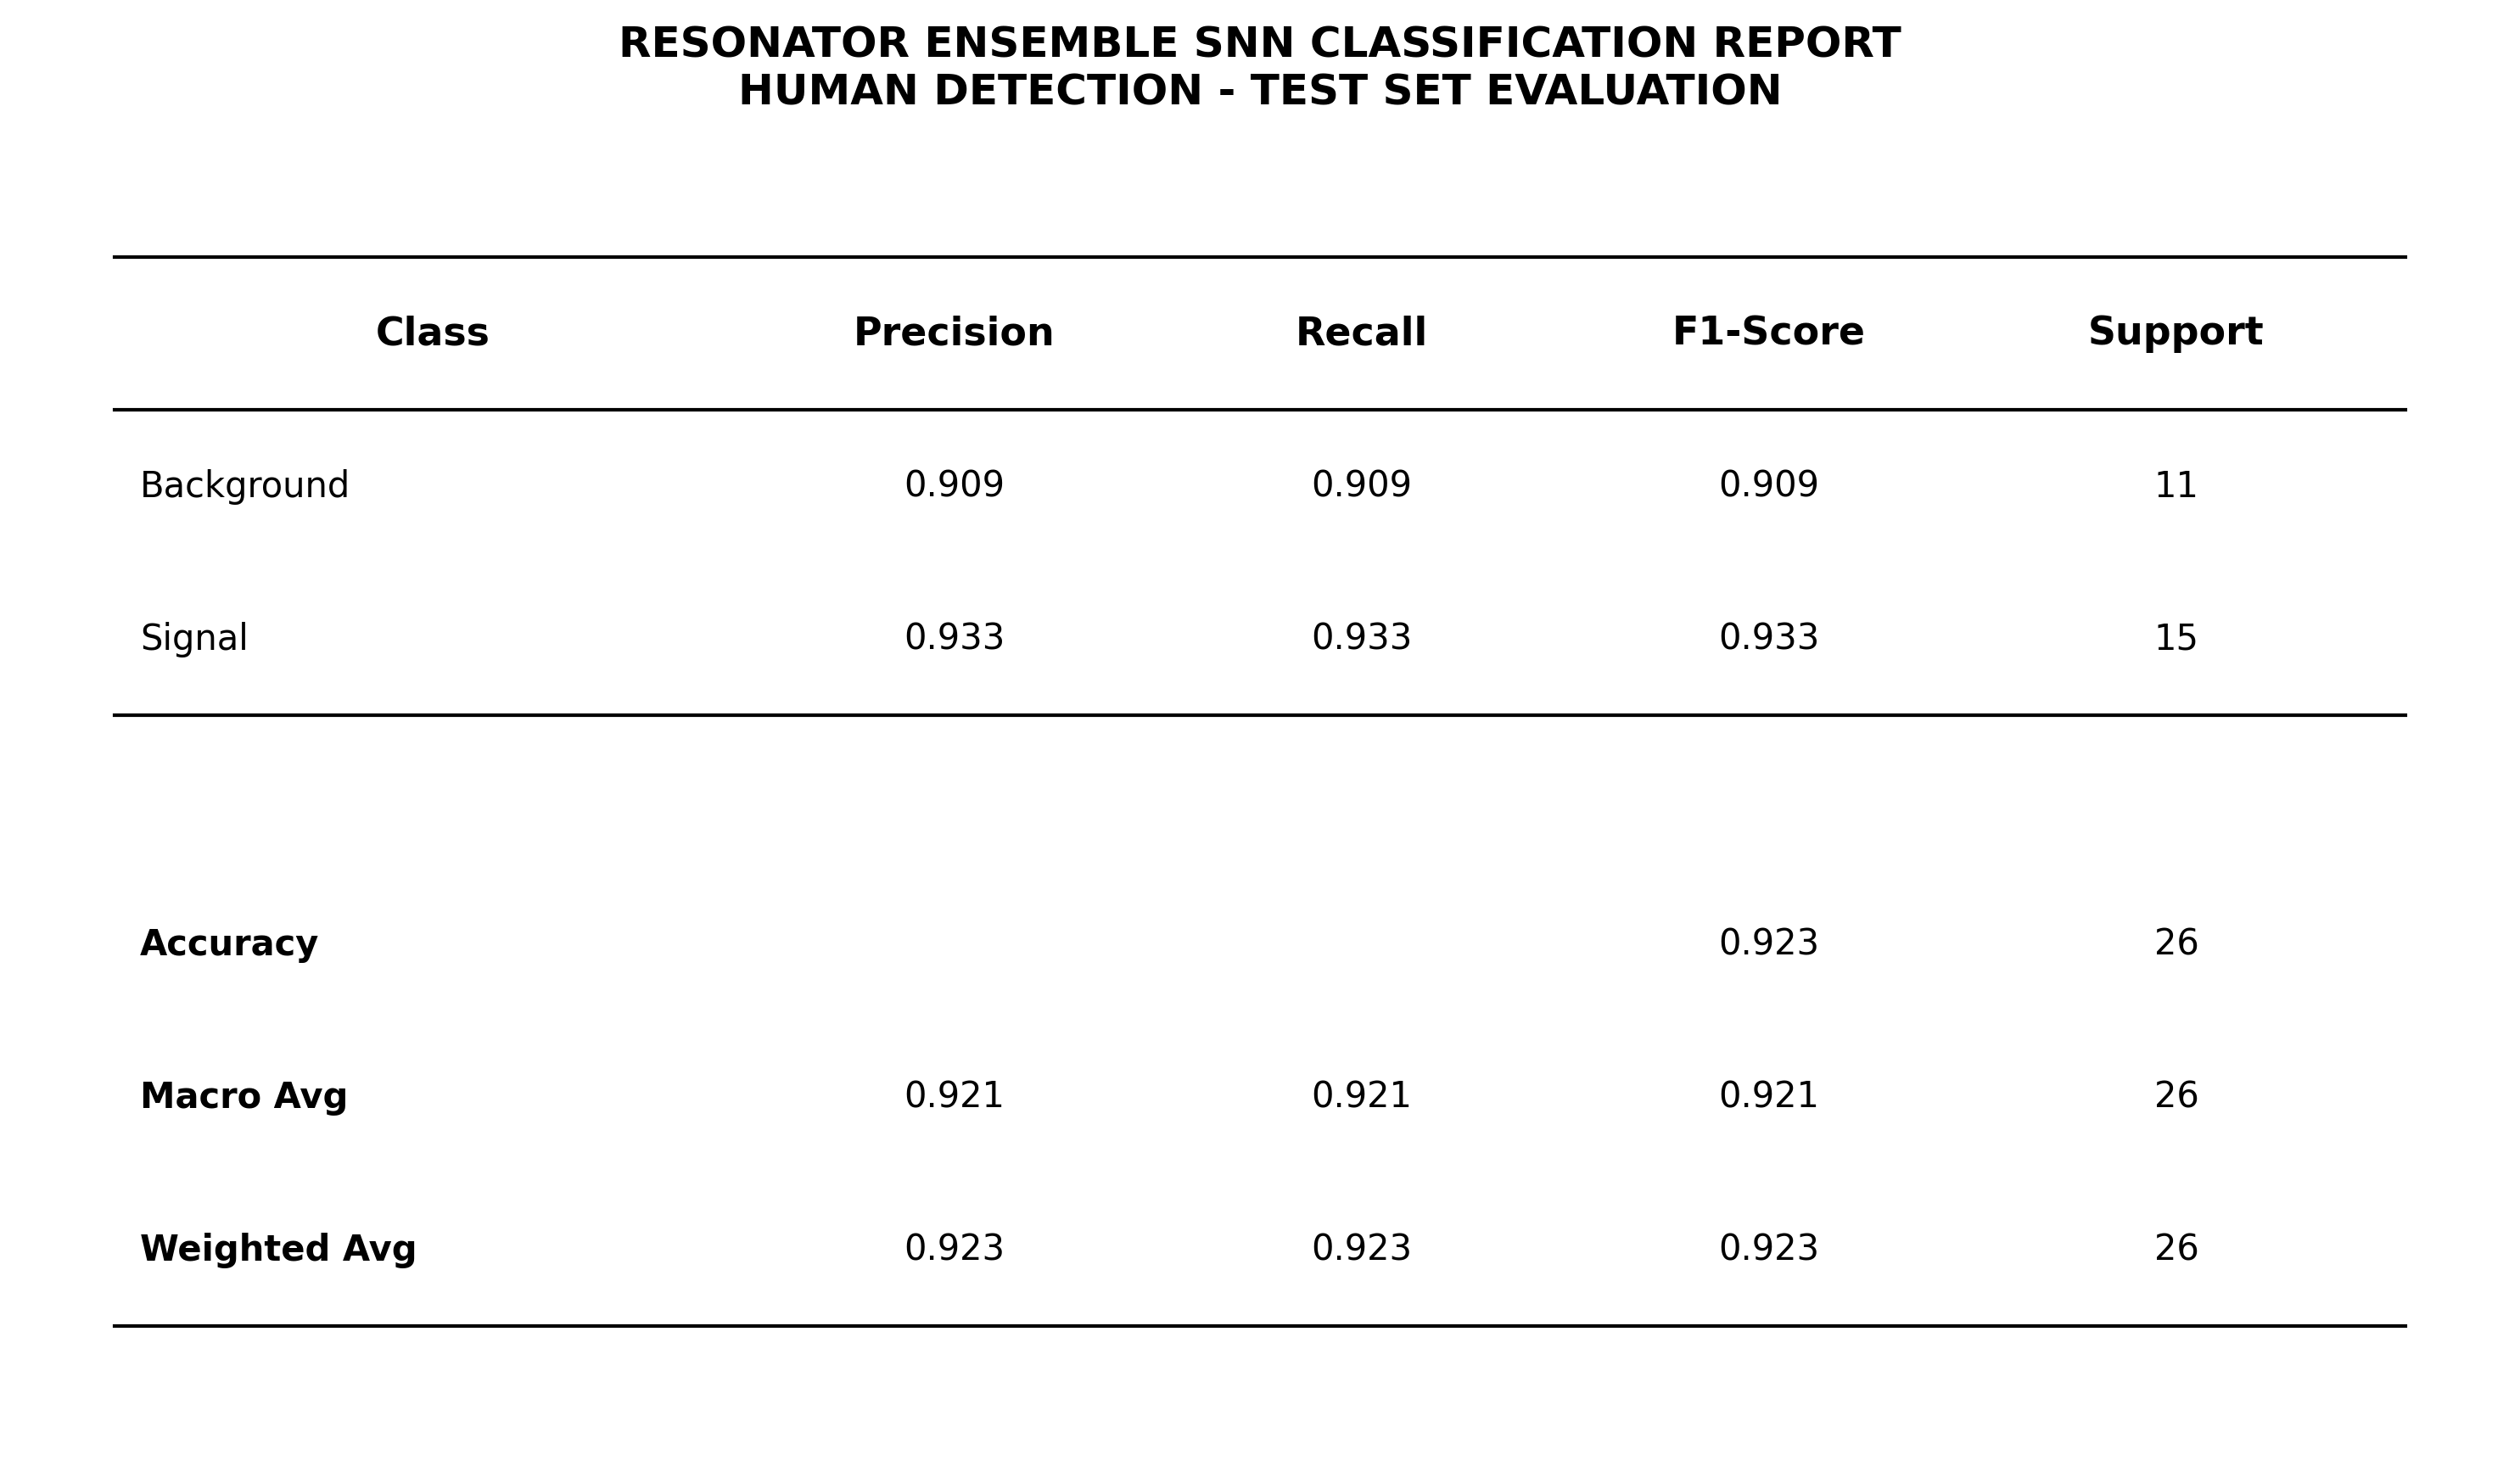 RESONATOR ENSEMBLE SNN CLASSIFICATION REPORT
HUMAN DETECTION - TEST SET EVALUATION
Class Precision Recall F1-Score Support
Background 0.909 0.909 0.909 11
Signal 0.933 0.933 0.933 15
Accuracy 0.923 26
Macro Avg 0.921 0.921 0.921 26
Weighted Avg 0.923 0.923 0.923 26